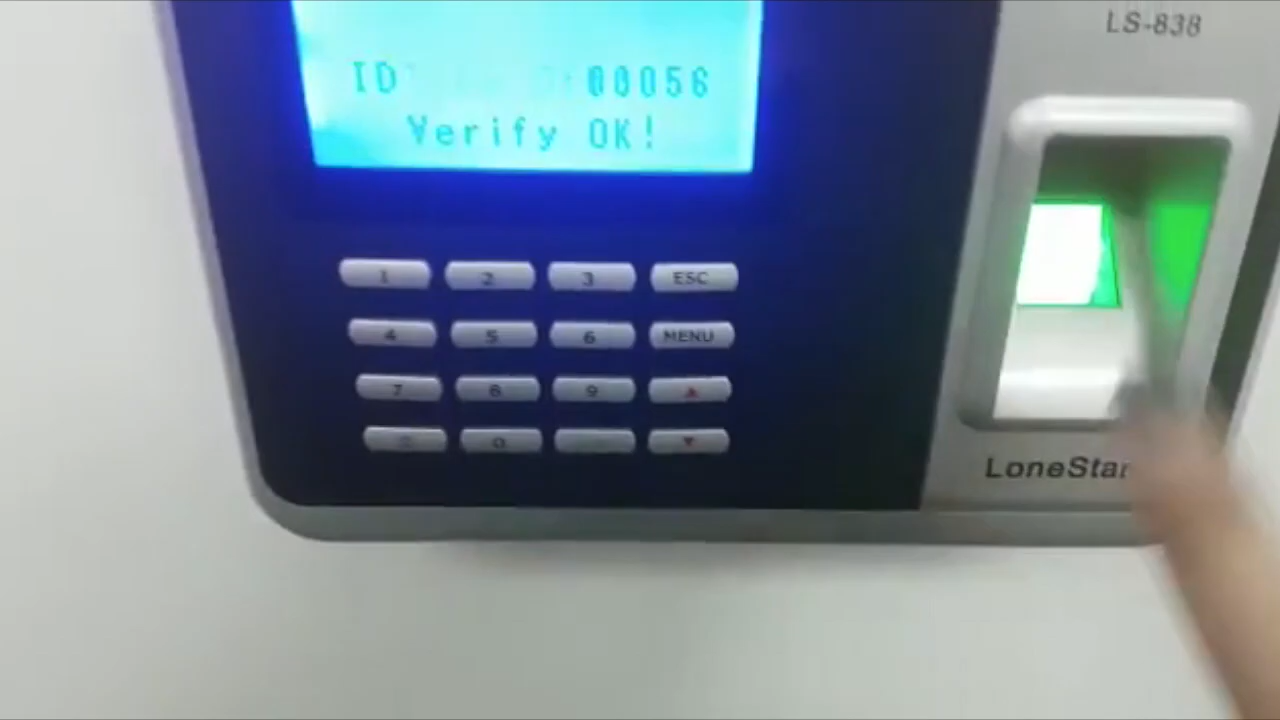 LS-838
ID 00056
Verify OK!
1 2 3 ESC
4 5 6 MENU
7 8 9 ▲
0 ▼
LoneStar